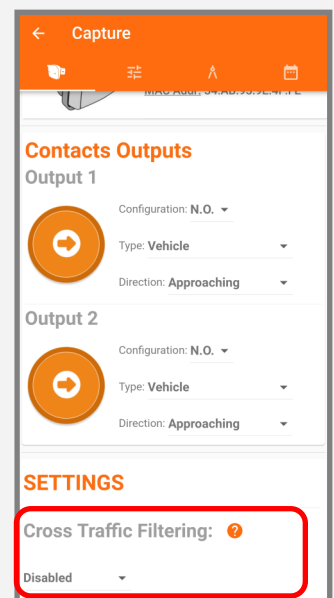 Capture
Contacts Outputs
Output 1
Configuration: N.O.
Type: Vehicle
Direction: Approaching
Output 2
Configuration: N.O.
Type: Vehicle
Direction: Approaching
SETTINGS
Cross Traffic Filtering: ?
Disabled